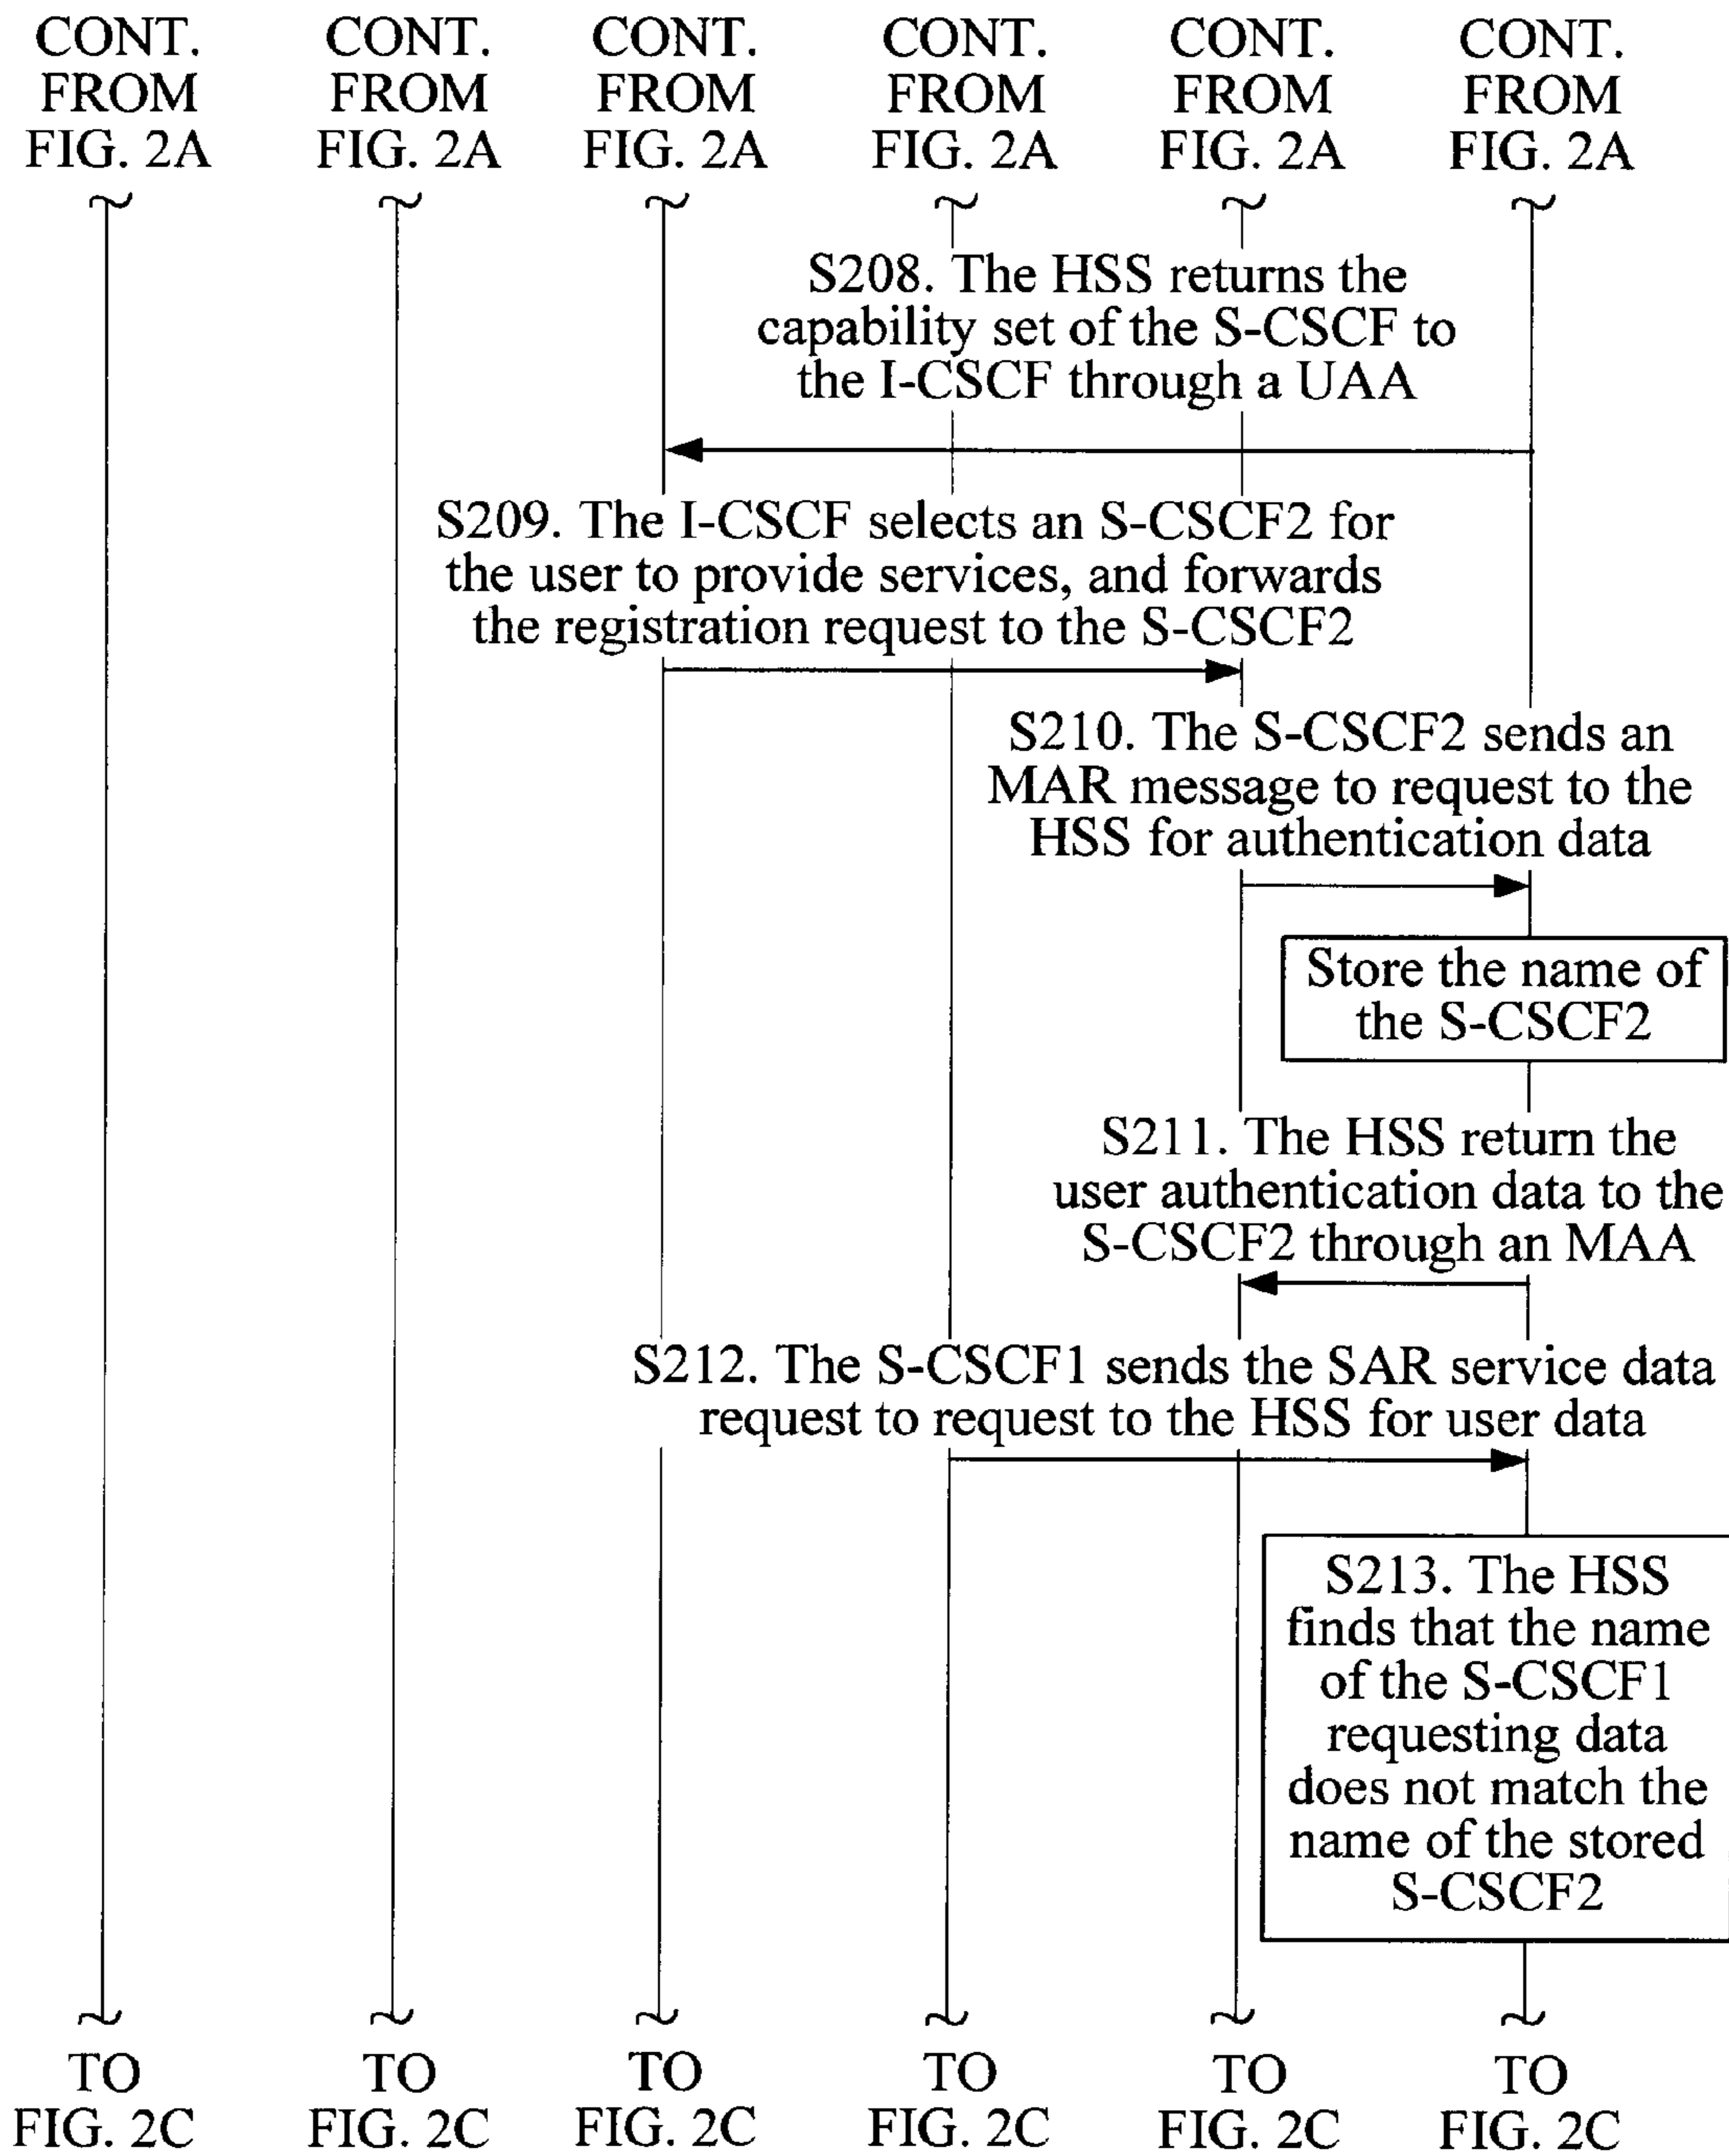 CONT. CONT. CONT. CONT. CONT. CONT.
FROM FROM FROM FROM FROM FROM
FIG. 2A FIG. 2A FIG. 2A FIG. 2A FIG. 2A FIG. 2A
S208. The HSS returns the
capability set of the S-CSCF to
the I-CSCF through a UAA
S209. The I-CSCF selects an S-CSCF2 for
the user to provide services, and forwards
the registration request to the S-CSCF2
S210. The S-CSCF2 sends an
MAR message to request to the
HSS for authentication data
Store the name of
the S-CSCF2
S211. The HSS return the
user authentication data to the
S-CSCF2 through an MAA
S212. The S-CSCF1 sends the SAR service data
request to request to the HSS for user data
S213. The HSS
finds that the name
of the S-CSCF1
requesting data
does not match the
name of the stored
S-CSCF2
TO TO TO TO TO TO
FIG. 2C FIG. 2C FIG. 2C FIG. 2C FIG. 2C FIG. 2C